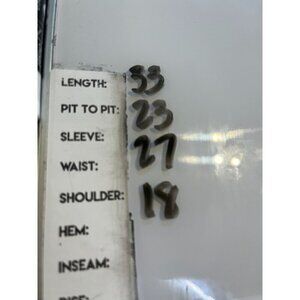 LENGTH: 33
PIT TO PIT: 23
SLEEVE: 27
WAIST:
SHOULDER: 18
HEM:
INSEAM: